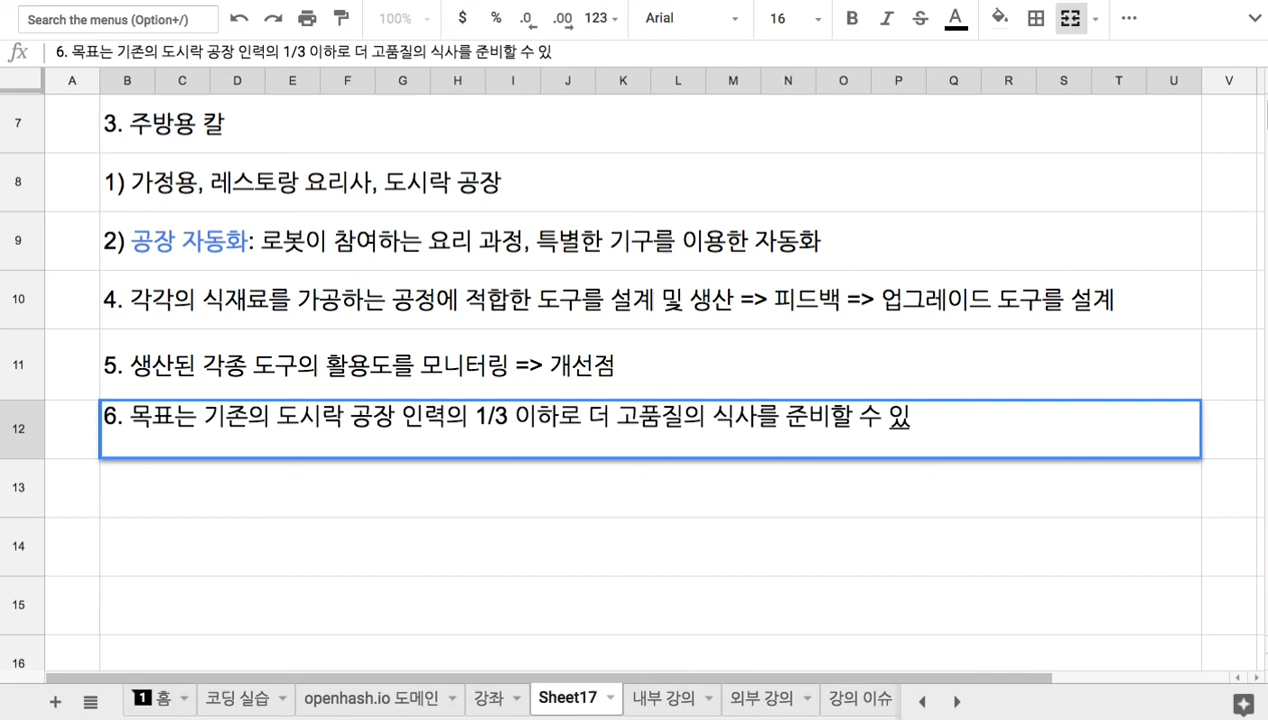 Search the menus (Option+/) 100% $ % .0 .00 123 Arial 16 B I S A ...
fx 6. 목표는 기존의 도시락 공장 인력의 1/3 이하로 더 고품질의 식사를 준비할 수 있
A B C D E F G H I J K L M N O P Q R S T U V
7 3. 주방용 칼
8 1) 가정용, 레스토랑 요리사, 도시락 공장
9 2) 공장 자동화: 로봇이 참여하는 요리 과정, 특별한 기구를 이용한 자동화
10 4. 각각의 식재료를 가공하는 공정에 적합한 도구를 설계 및 생산 => 피드백 => 업그레이드 도구를 설계
11 5. 생산된 각종 도구의 활용도를 모니터링 => 개선점
12 6. 목표는 기존의 도시락 공장 인력의 1/3 이하로 더 고품질의 식사를 준비할 수 있
13
14
15
16
+ 1 홈 코딩 실습 openhash.io 도메인 강좌 Sheet17 내부 강의 외부 강의 강의 이슈